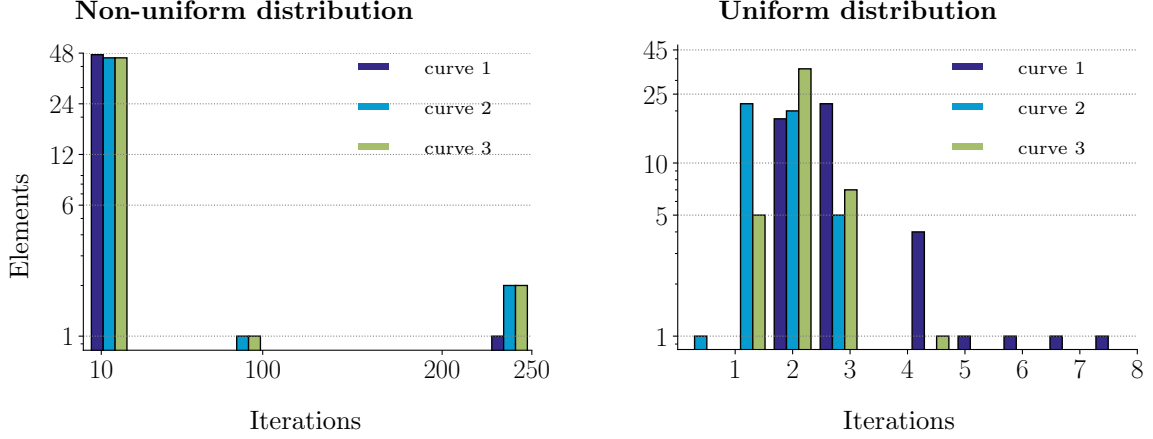 Non-uniform distribution
48
24
12
6
1
Elements
10
100
200
250
Iterations
curve 1
curve 2
curve 3
Uniform distribution
45
25
10
5
1
1
2
3
4
5
6
7
8
Iterations
curve 1
curve 2
curve 3